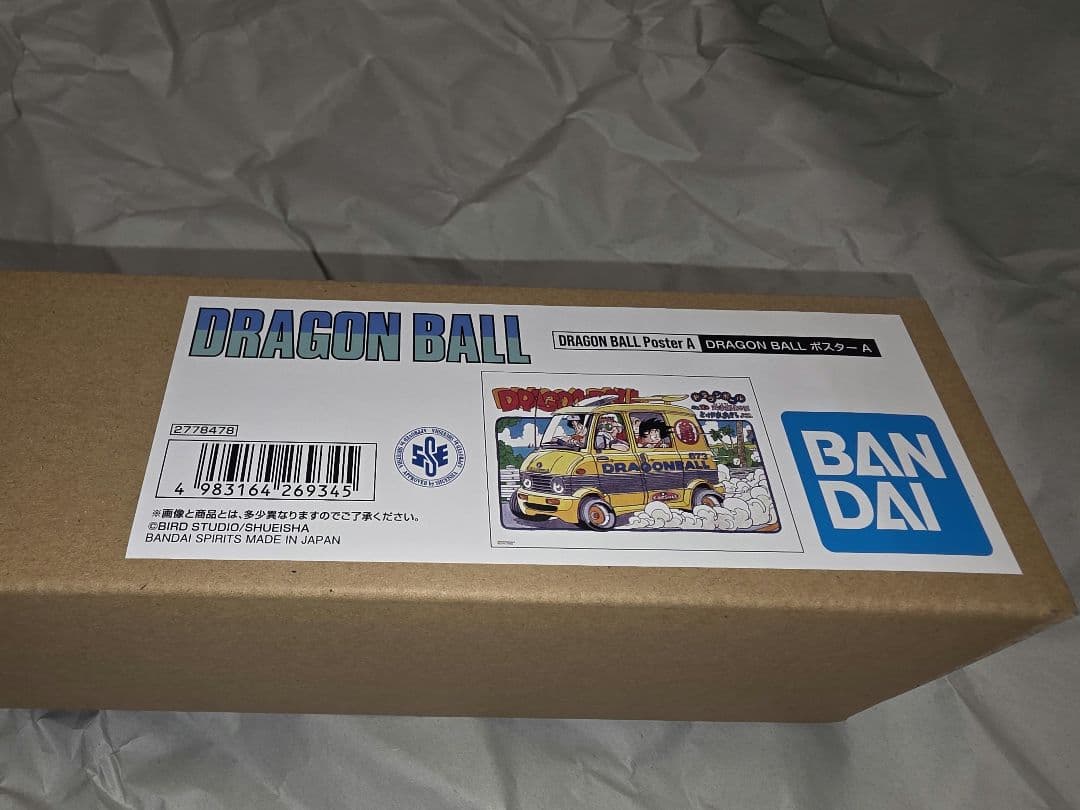 DRAGON BALL
DRAGON BALL Poster A
DRAGON BALL ポスター A
2778478
4 983164 269345
DRAGONBALL
BAN
DAI
※画像と商品とは、多少異なりますのでご了承ください。
©BIRD STUDIO/SHUEISHA
BANDAI SPIRITS MADE IN JAPAN